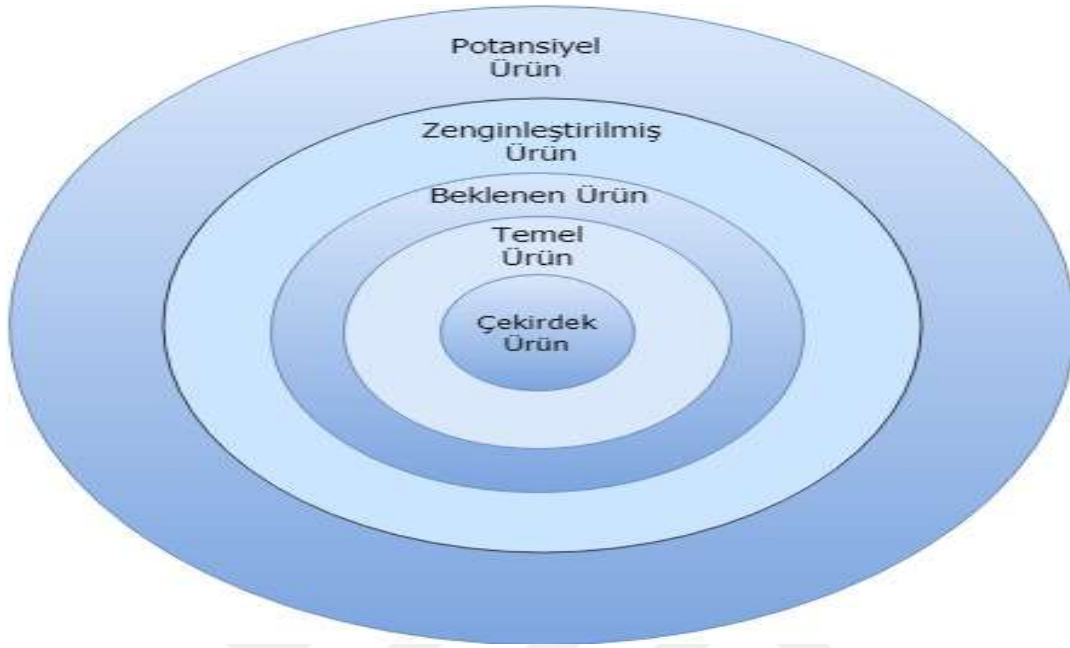 Potansiyel
Ürün
Zenginleştirilmiş
Ürün
Beklenen Ürün
Temel
Ürün
Çekirdek
Ürün